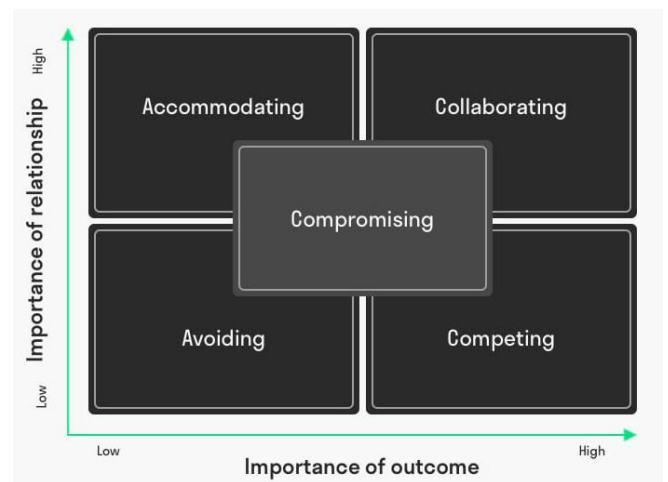 High
Importance of relationship
Low
Accommodating
Collaborating
Compromising
Avoiding
Competing
Low
High
Importance of outcome